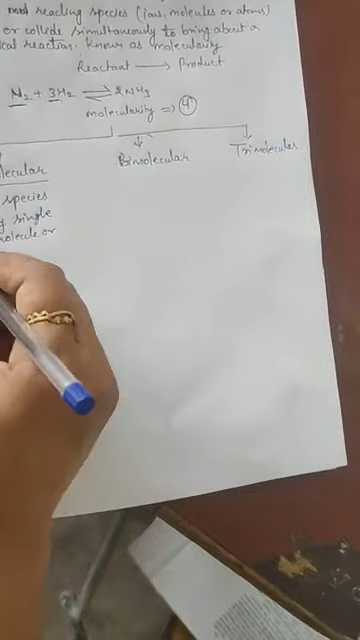 reacting species (ions, molecules or atoms)
or collide simultaneously to bring about a
ical reaction. Known as molecularity
Reactant ⟶ Product
N2 + 3H2 ⇌ 2NH3
molecularity ⇒ 4
lecular
Bimolecular
Trimolecular
species
g single
molecule or